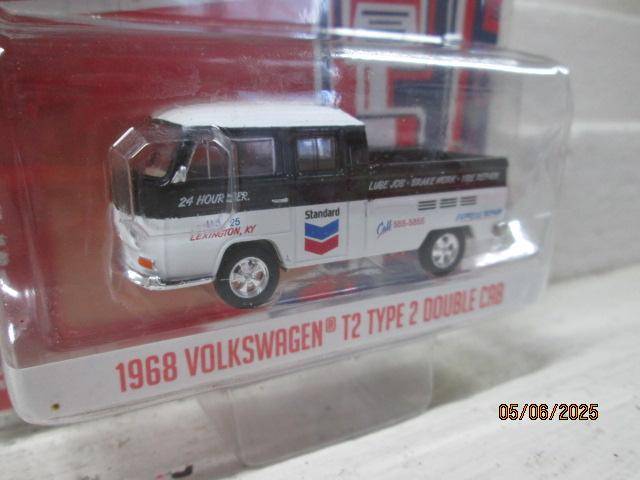 24 HOUR
25
LEXINGTON, KY
Standard
LUBE JOB - BRAKE WORK - TIRE REPAIR
Call 555-5555
1968 VOLKSWAGEN® T2 TYPE 2 DOUBLE CAB
05/06/2025